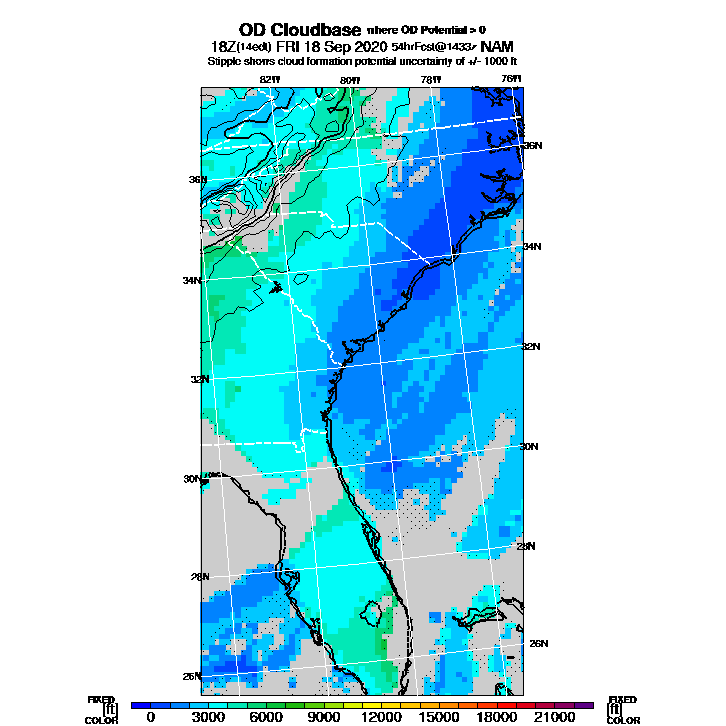 OD Cloudbase where OD Potential > 0
18Z(14edt) FRI 18 Sep 2020 54hrFcst@1433z NAM
Stipple shows cloud formation potential uncertainty of +/- 1000 ft
82W 80W 78W 76W
36N
36N
34N
34N
32N
32N
30N
30N
28N
28N
26N
26N
FIXED FIXED
[ft] 0 3000 6000 9000 12000 15000 18000 21000 [ft]
COLOR COLOR